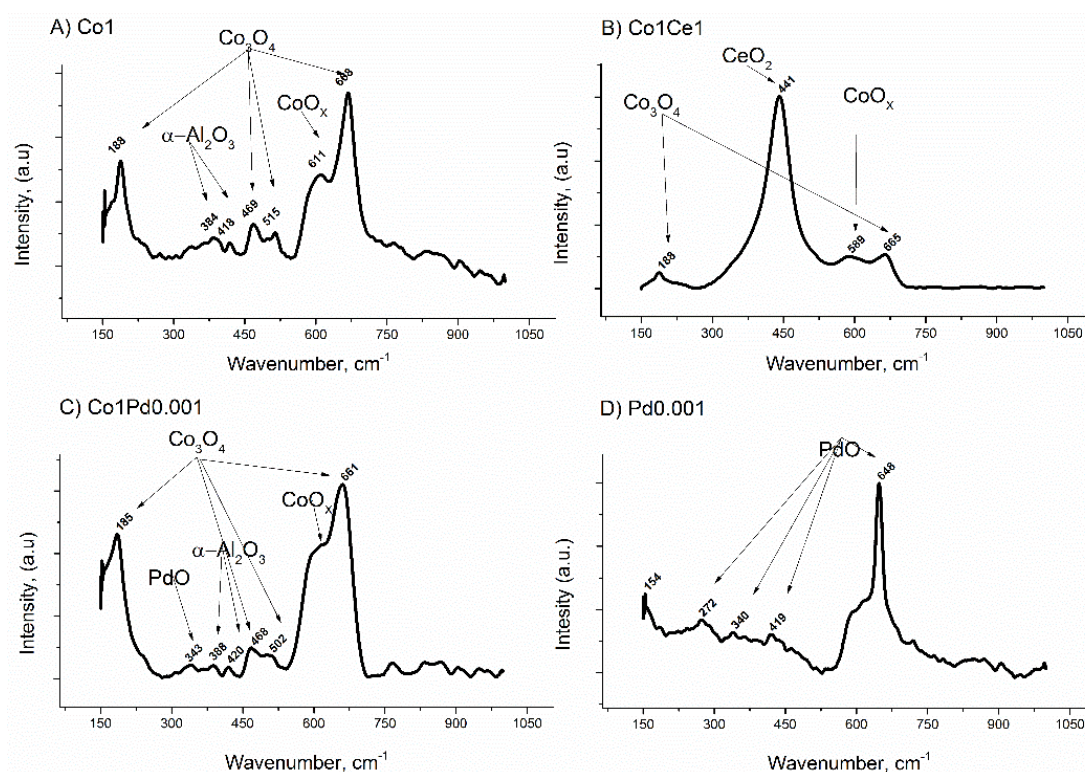 A) Co1
Co₃O₄
668
188
CoOₓ
α–Al₂O₃
611
469
515
384
418
Intensity, (a.u)
150 300 450 600 750 900 1050
Wavenumber, cm⁻¹
B) Co1Ce1
CeO₂
441
Co₃O₄
CoOₓ
188
589
665
Intensity, (a.u)
150 300 450 600 750 900 1050
Wavenumber, cm⁻¹
C) Co1Pd0.001
Co₃O₄
661
185
CoOₓ
α–Al₂O₃
PdO
343
398
420
468
502
Intensity, (a.u)
150 300 450 600 750 900 1050
Wavenumber, cm⁻¹
D) Pd0.001
PdO
648
154
272
340
419
Intesity (a.u.)
150 300 450 600 750 900 1050
Wavenumber, cm⁻¹